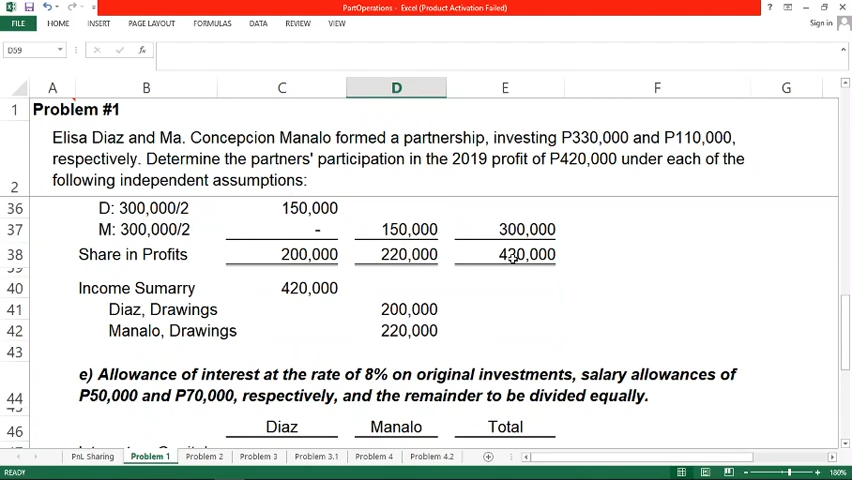 PartOperations - Excel (Product Activation Failed)
FILE HOME INSERT PAGE LAYOUT FORMULAS DATA REVIEW VIEW Sign in
D59 fx
A B C D E F G
1 Problem #1
2 Elisa Diaz and Ma. Concepcion Manalo formed a partnership, investing P330,000 and P110,000,
respectively. Determine the partners' participation in the 2019 profit of P420,000 under each of the
following independent assumptions:
36 D: 300,000/2 150,000
37 M: 300,000/2 - 150,000 300,000
38 Share in Profits 200,000 220,000 420,000
39
40 Income Sumarry 420,000
41 Diaz, Drawings 200,000
42 Manalo, Drawings 220,000
43
44 e) Allowance of interest at the rate of 8% on original investments, salary allowances of
P50,000 and P70,000, respectively, and the remainder to be divided equally.
45
46 Diaz Manalo Total
PnL Sharing Problem 1 Problem 2 Problem 3 Problem 3.1 Problem 4 Problem 4.2
READY 180%